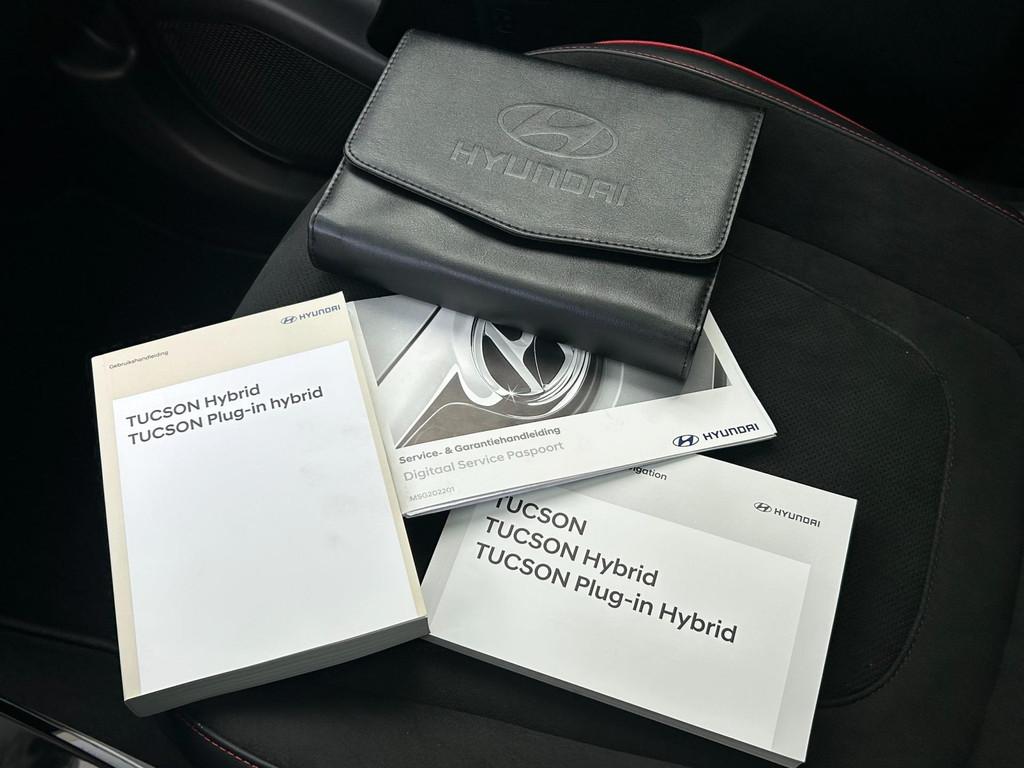 HYUNDAI
HYUNDAI
Gebruikshandleiding
TUCSON Hybrid
TUCSON Plug-in hybrid
Service- & Garantiehandleiding
Digitaal Service Paspoort
MSG202201
HYUNDAI
HYUNDAI
TUCSON
TUCSON Hybrid
TUCSON Plug-in Hybrid